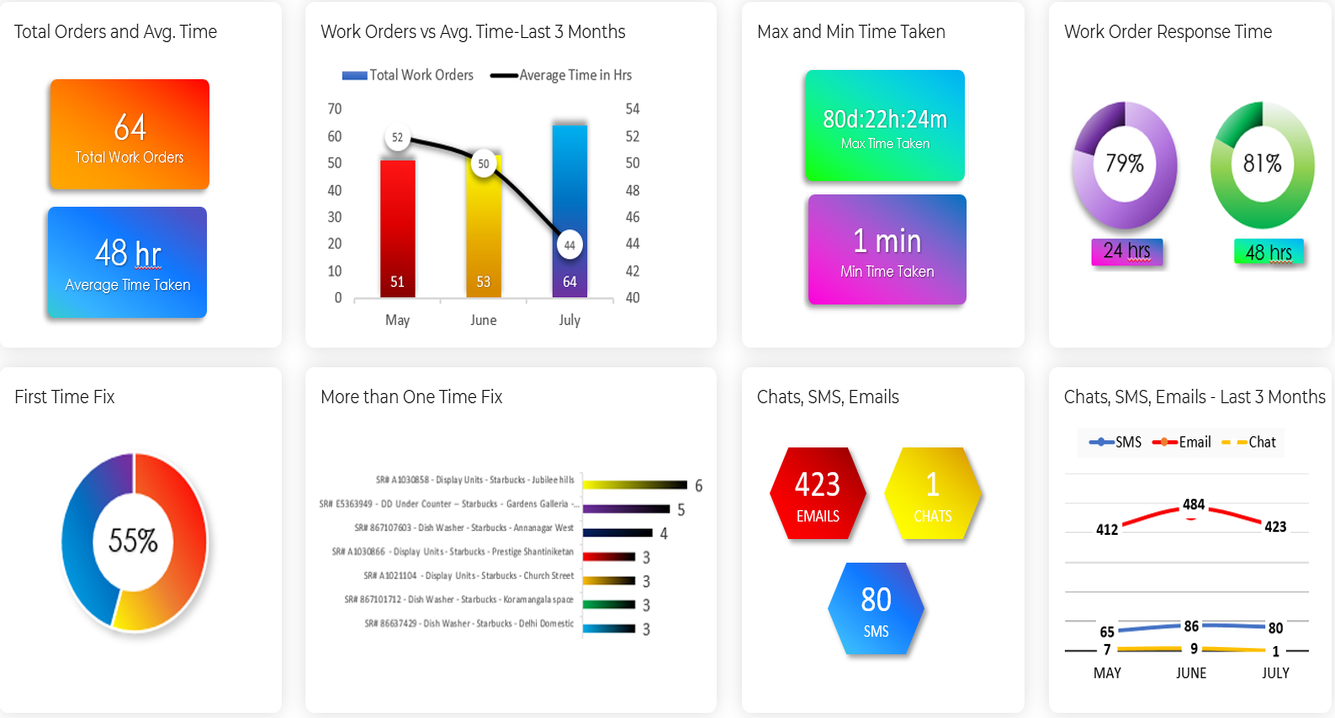 Total Orders and Avg. Time
64
Total Work Orders
48 hr
Average Time Taken
Work Orders vs Avg. Time-Last 3 Months
Total Work Orders Average Time in Hrs
70
60
50
40
30
20
10
0
52
50
44
51
53
64
54
52
50
48
46
44
42
40
May June July
Max and Min Time Taken
80d:22h:24m
Max Time Taken
1 min
Min Time Taken
Work Order Response Time
79%
24 hrs
81%
48 hrs
First Time Fix
55%
More than One Time Fix
SR# A1030858 - Display Units - Starbucks - Jubilee hills 6
SR# E5363949 - DD Under Counter – Starbucks - Gardens Galleria -... 5
SR# 867107603 - Dish Washer - Starbucks - Annanagar West 4
SR# A1030866 - Display Units - Starbucks - Prestige Shantiniketan 3
SR# A1021104 - Display Units - Starbucks - Church Street 3
SR# 867101712 - Dish Washer - Starbucks - Koramangala space 3
SR# 86637429 - Dish Washer - Starbucks - Delhi Domestic 3
Chats, SMS, Emails
423
EMAILS
1
CHATS
80
SMS
Chats, SMS, Emails - Last 3 Months
SMS Email Chat
412 484 423
65 86 80
7 9 1
MAY JUNE JULY